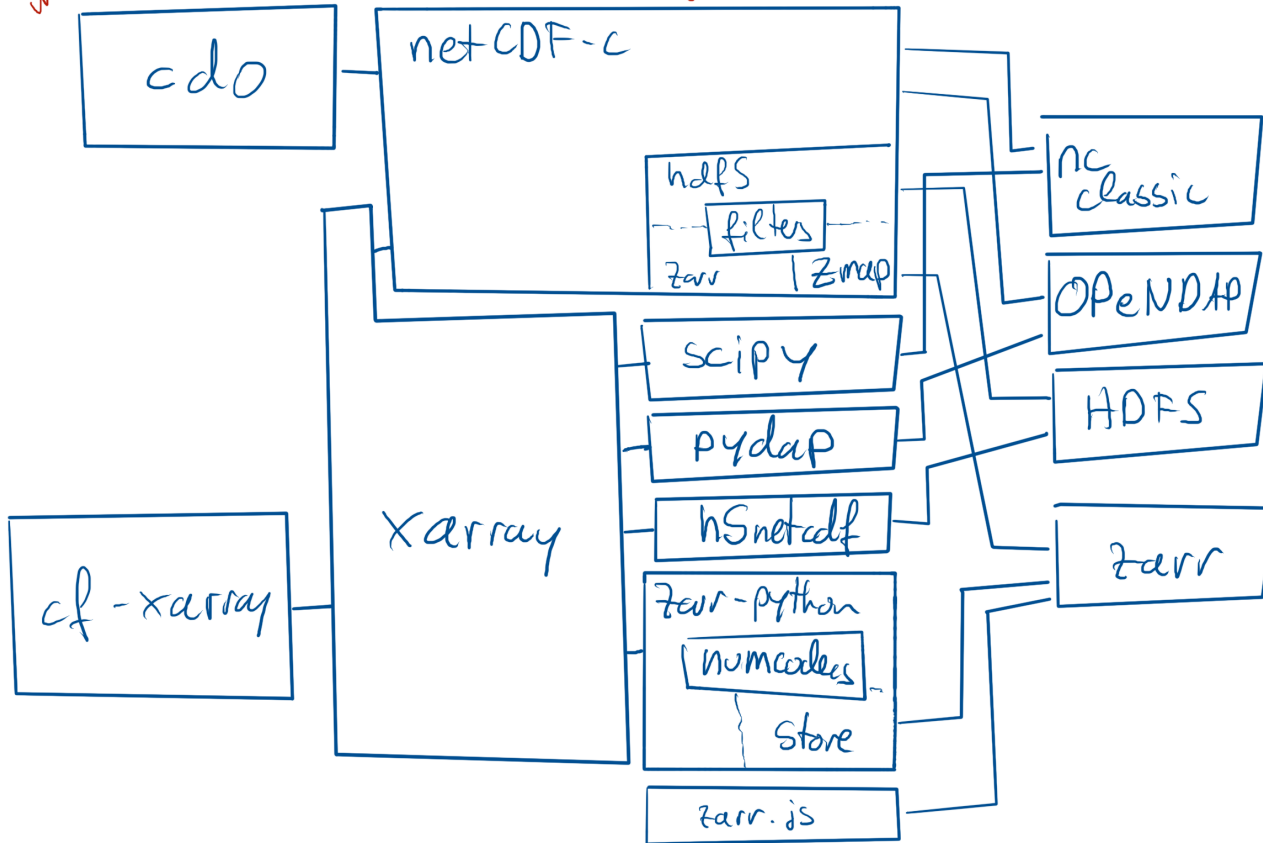 cdo
netCDF-c
hdf5
filters
zarr
zmap
nc
classic
OPeNDAP
HDF5
zarr
scipy
pydap
h5netcdf
xarray
cf-xarray
zarr-python
numcodecs
store
zarr.js